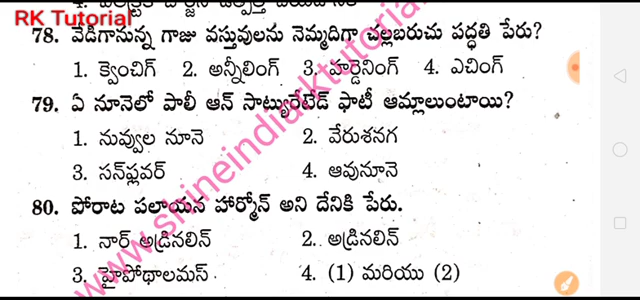 RK Tutorial
78. వేడిగానున్న గాజు వస్తువులను నెమ్మదిగా చల్లబరుచు పద్ధతి పేరు?
1. క్వెంచిగ్ 2. అన్నీలింగ్ 3. హార్డెనింగ్ 4. ఎచింగ్
79. ఏ నూనెలో పాలీ ఆన్ సాట్యురేటేడ్ ఫాటీ ఆమ్లాలుంటాయి?
1. నువ్వుల నూనె 2. వేరుశనగ
3. సన్‌ఫ్లవర్ 4. ఆవునూనె
80. పోరాట పలాయన హార్మోన్ అని దేనికి పేరు.
1. నార్ అడ్రినలిన్ 2. అడ్రినలిన్
3. హైపోథాలమస్ 4. (1) మరియు (2)